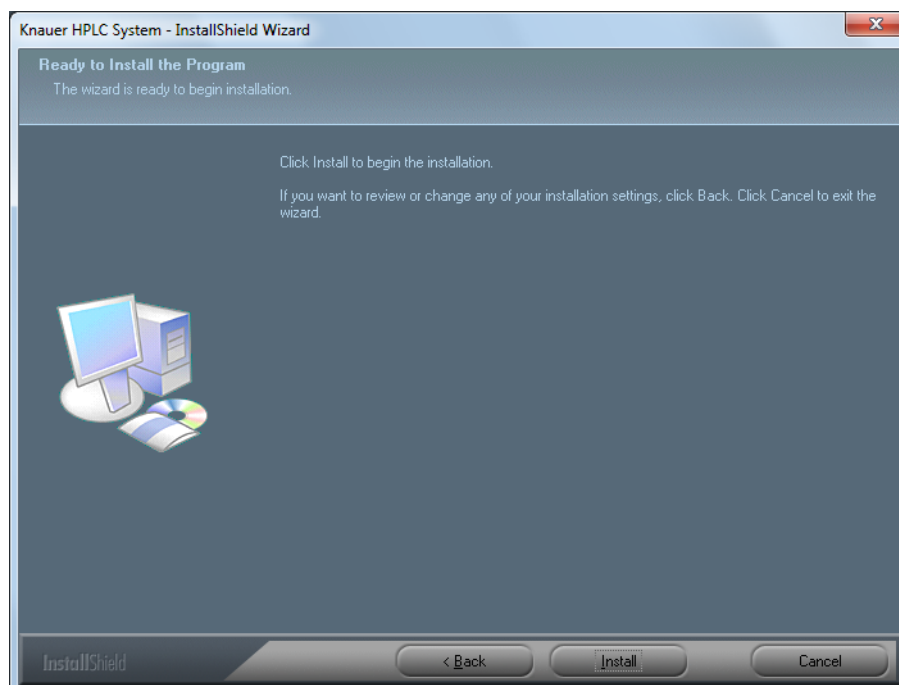 Knauer HPLC System - InstallShield Wizard
Ready to Install the Program
The wizard is ready to begin installation.
Click Install to begin the installation.
If you want to review or change any of your installation settings, click Back. Click Cancel to exit the
wizard.
InstallShield
< Back
Install
Cancel